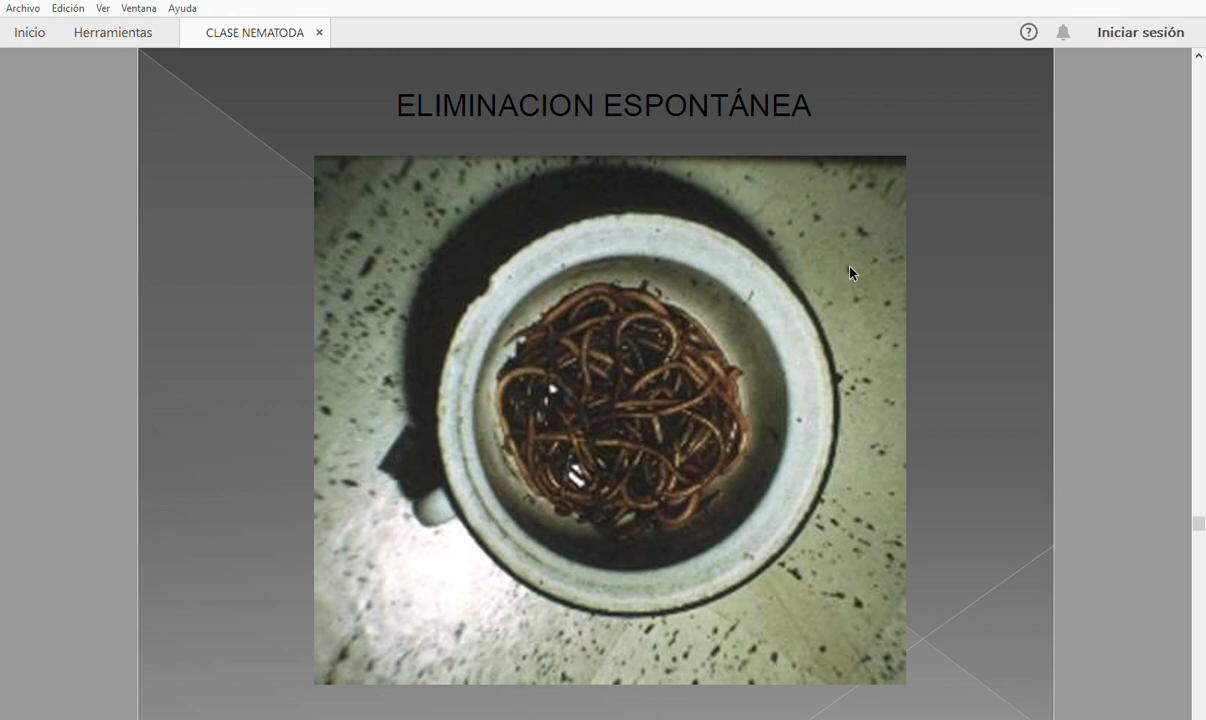 Archivo Edición Ver Ventana Ayuda
Inicio Herramientas CLASE NEMATODA × ? Iniciar sesión
ELIMINACION ESPONTÁNEA